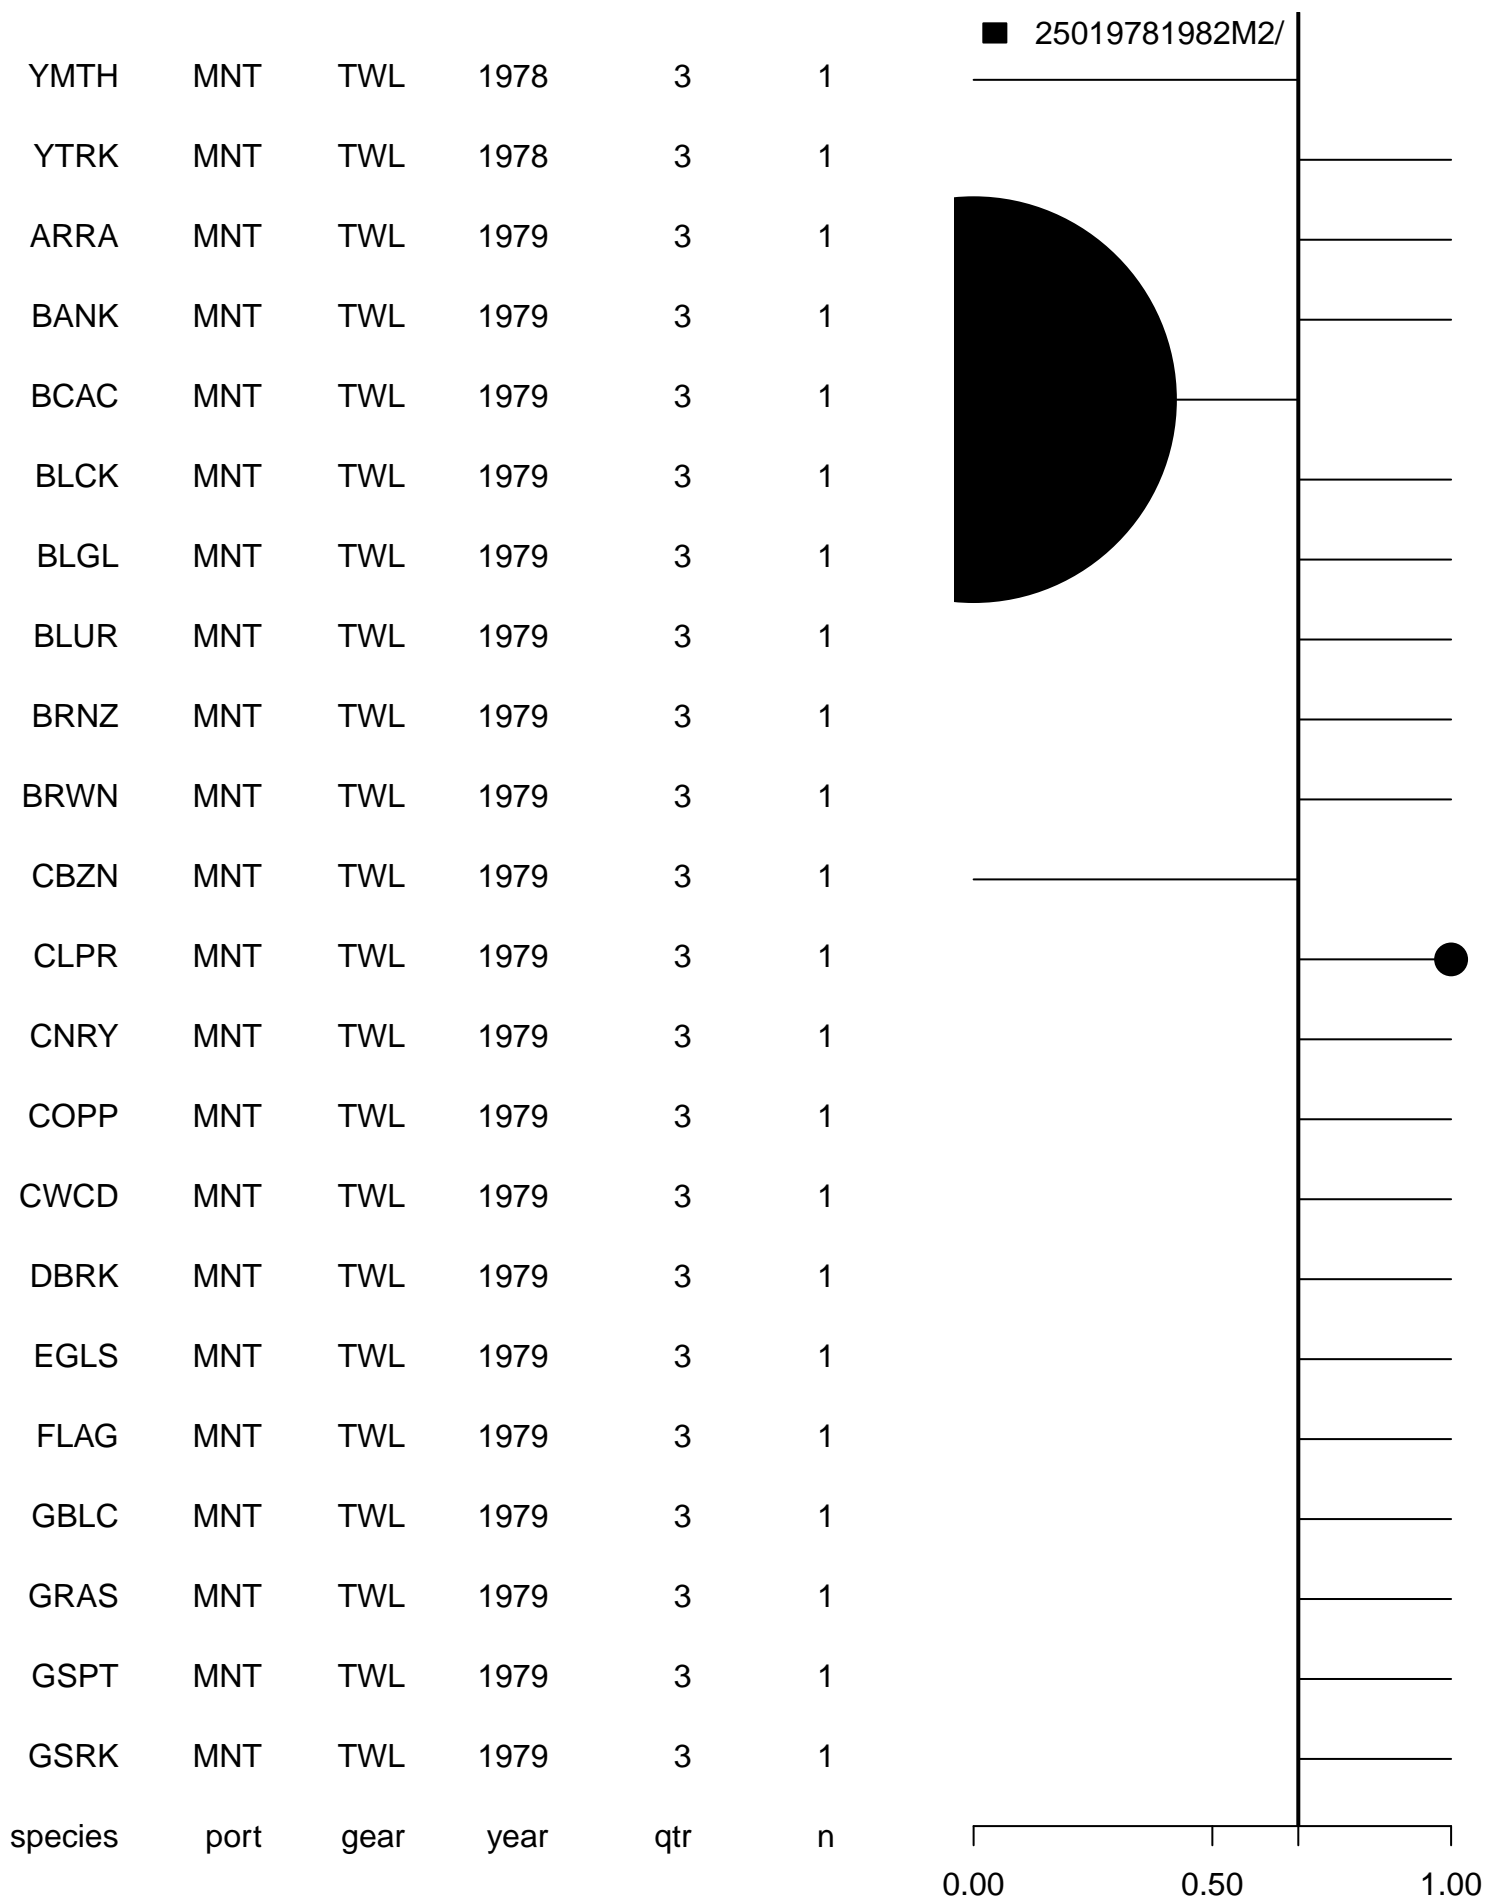 25019781982M2/
YMTH MNT TWL 1978 3 1
YTRK MNT TWL 1978 3 1
ARRA MNT TWL 1979 3 1
BANK MNT TWL 1979 3 1
BCAC MNT TWL 1979 3 1
BLCK MNT TWL 1979 3 1
BLGL MNT TWL 1979 3 1
BLUR MNT TWL 1979 3 1
BRNZ MNT TWL 1979 3 1
BRWN MNT TWL 1979 3 1
CBZN MNT TWL 1979 3 1
CLPR MNT TWL 1979 3 1
CNRY MNT TWL 1979 3 1
COPP MNT TWL 1979 3 1
CWCD MNT TWL 1979 3 1
DBRK MNT TWL 1979 3 1
EGLS MNT TWL 1979 3 1
FLAG MNT TWL 1979 3 1
GBLC MNT TWL 1979 3 1
GRAS MNT TWL 1979 3 1
GSPT MNT TWL 1979 3 1
GSRK MNT TWL 1979 3 1
species port gear year qtr n
0.00 0.50 1.00